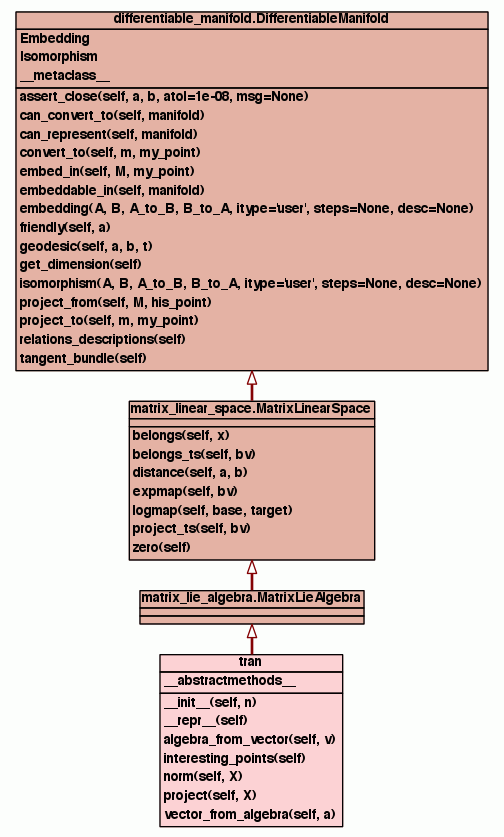 differentiable_manifold.DifferentiableManifold
Embedding
Isomorphism
__metaclass__
assert_close(self, a, b, atol=1e-08, msg=None)
can_convert_to(self, manifold)
can_represent(self, manifold)
convert_to(self, m, my_point)
embed_in(self, M, my_point)
embeddable_in(self, manifold)
embedding(A, B, A_to_B, B_to_A, itype='user', steps=None, desc=None)
friendly(self, a)
geodesic(self, a, b, t)
get_dimension(self)
isomorphism(A, B, A_to_B, B_to_A, itype='user', steps=None, desc=None)
project_from(self, M, his_point)
project_to(self, m, my_point)
relations_descriptions(self)
tangent_bundle(self)
matrix_linear_space.MatrixLinearSpace
belongs(self, x)
belongs_ts(self, bv)
distance(self, a, b)
expmap(self, bv)
logmap(self, base, target)
project_ts(self, bv)
zero(self)
matrix_lie_algebra.MatrixLieAlgebra
tran
__abstractmethods__
__init__(self, n)
__repr__(self)
algebra_from_vector(self, v)
interesting_points(self)
norm(self, X)
project(self, X)
vector_from_algebra(self, a)